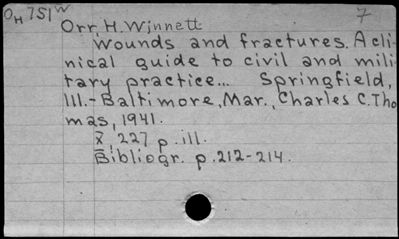 OH 751W 7
Orr, H. Winnett
Wounds and fractures. A cli-
nical guide to civil and mili-
tary practice... Springfield,
Ill.-Baltimore, Mar., Charles C. Tho
mas, 1941.
X, 227 p. ill.
Bibliogr. p. 212-214.